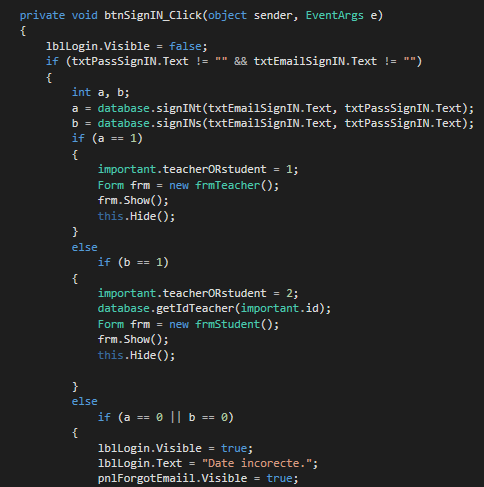 private void btnSignIN_Click(object sender, EventArgs e)
{
lblLogin.Visible = false;
if (txtPassSignIN.Text != "" && txtEmailSignIN.Text != "")
{
int a, b;
a = database.signINt(txtEmailSignIN.Text, txtPassSignIN.Text);
b = database.signINs(txtEmailSignIN.Text, txtPassSignIN.Text);
if (a == 1)
{
important.teacherORstudent = 1;
Form frm = new frmTeacher();
frm.Show();
this.Hide();
}
else
if (b == 1)
{
important.teacherORstudent = 2;
database.getIdTeacher(important.id);
Form frm = new frmStudent();
frm.Show();
this.Hide();
}
else
if (a == 0 || b == 0)
{
lblLogin.Visible = true;
lblLogin.Text = "Date incorecte.";
pnlForgotEmaiil.Visible = true;